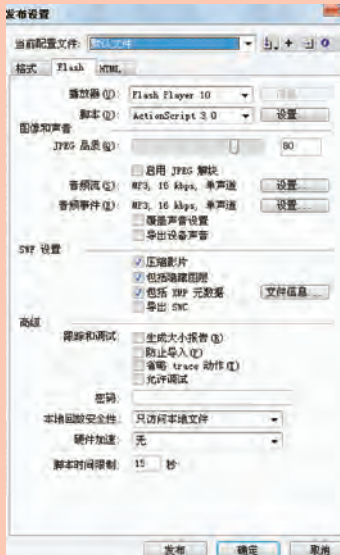 发布设置
当前配置文件: 默认文件
格式 Flash HTML
播放器(U): Flash Player 10
脚本(D): ActionScript 3.0 设置...
图像和声音
JPEG 品质(Q): 80
启用 JPEG 解块
音频流(S): MP3, 16 kbps, 单声道 设置...
音频事件(E): MP3, 16 kbps, 单声道 设置...
覆盖声音设置
导出设备声音
SWF 设置
压缩影片
包括隐藏图层
包括 XMP 元数据 文件信息...
导出 SWC
高级
跟踪和调试: 生成大小报告(R)
防止导入(P)
省略 trace 动作(T)
允许调试
密码:
本地回放安全性: 只访问本地文件
硬件加速: 无
脚本时间限制: 15 秒
发布 确定 取消